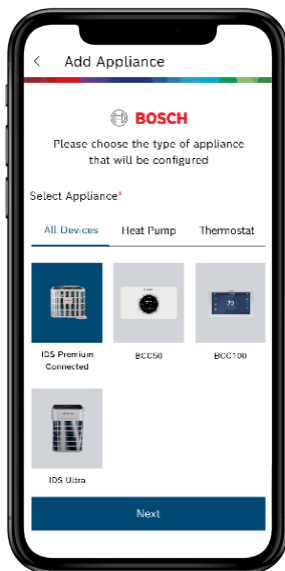 < Add Appliance
BOSCH
Please choose the type of appliance
that will be configured
Select Appliance*
All Devices Heat Pump Thermostat
72
IDS Premium
Connected
BCC50 BCC100
IDS Ultra
Next